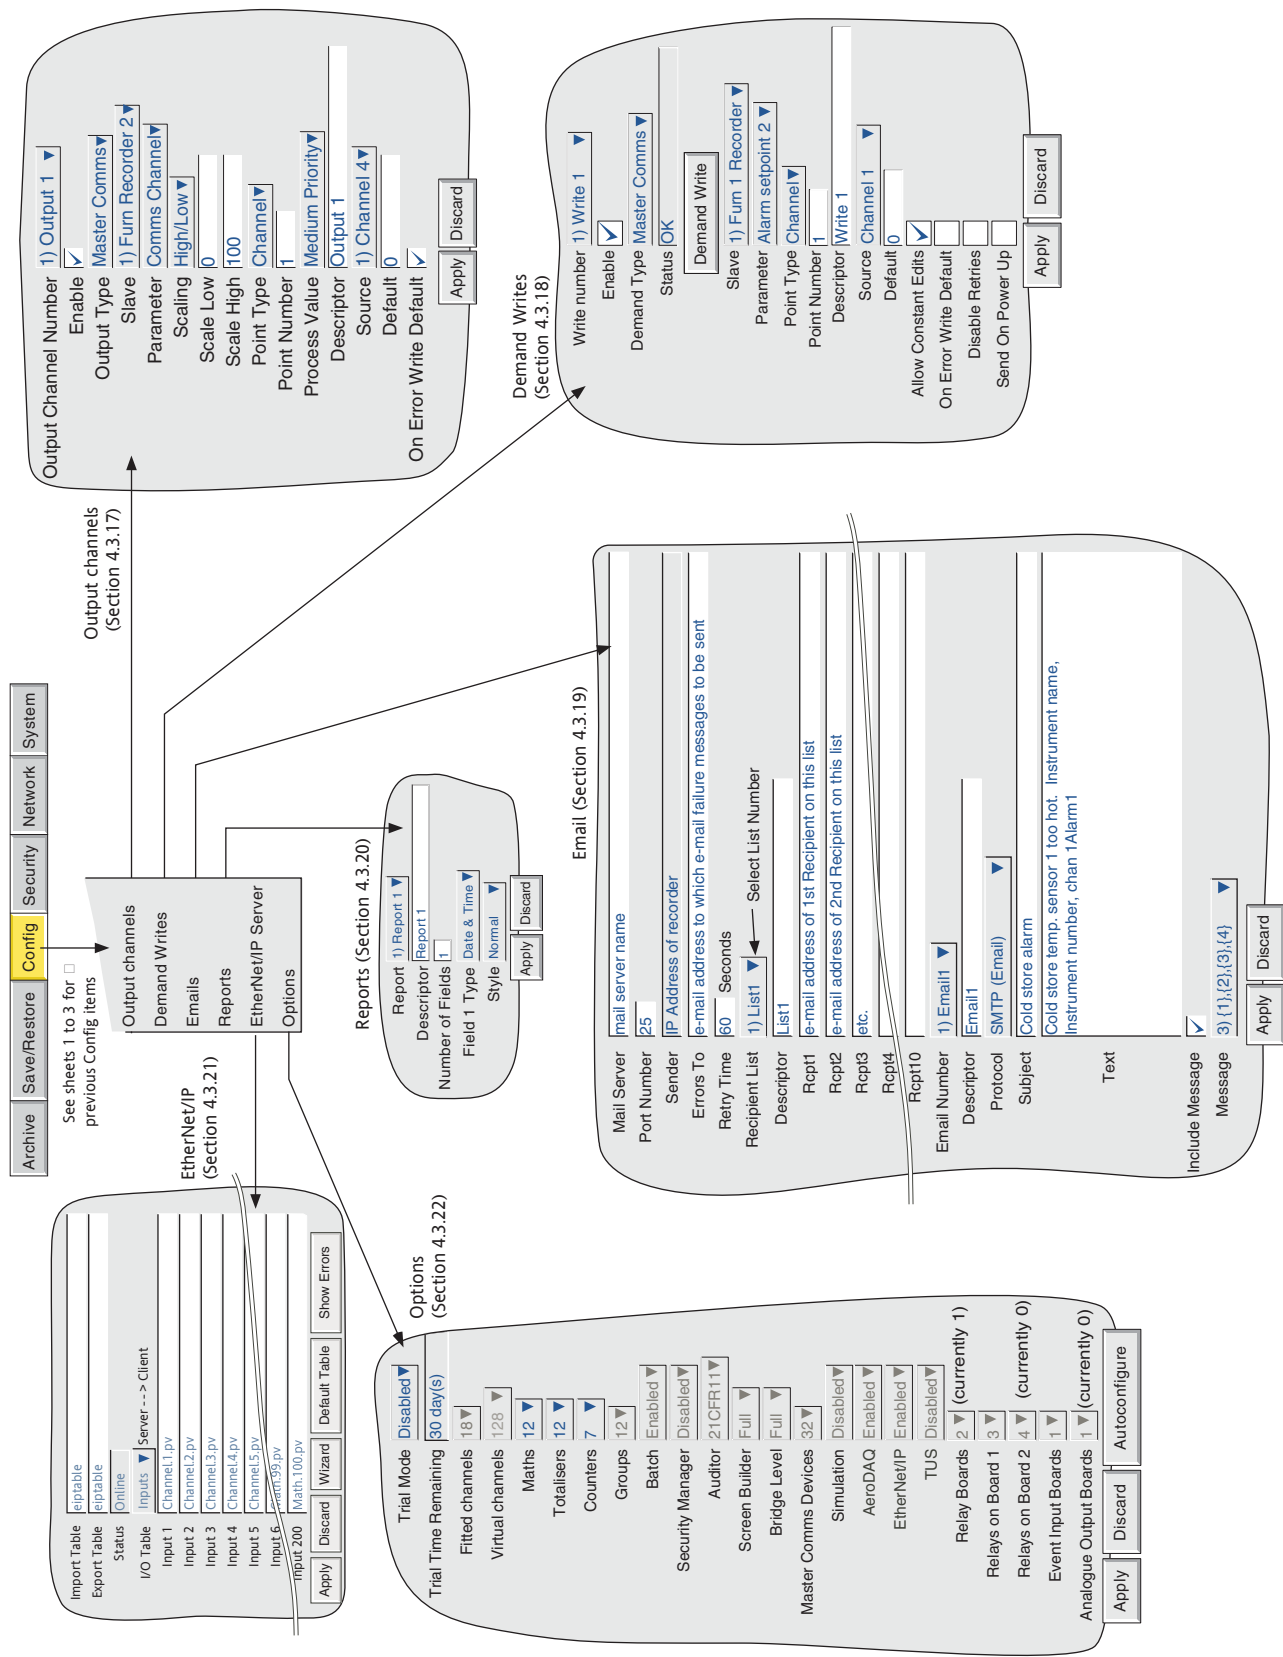 Archive Save/Restore Config Security Network System
See sheets 1 to 3 for
previous Config items
Output channels
Demand Writes
Emails
Reports
EtherNet/IP Server
Options
Output channels
(Section 4.3.17)
Output Channel Number 1) Output 1
Enable
Output Type Master Comms
Slave 1) Furn Recorder 2
Parameter Comms Channel
Scaling High/Low
Scale Low 0
Scale High 100
Point Type Channel
Point Number 1
Process Value Medium Priority
Descriptor Output 1
Source 1) Channel 4
Default 0
On Error Write Default
Apply Discard
Demand Writes
(Section 4.3.18)
Write number 1) Write 1
Enable
Demand Type Master Comms
Status OK
Demand Write
Slave 1) Furn 1 Recorder
Parameter Alarm setpoint 2
Point Type Channel
Point Number 1
Descriptor Write 1
Source Channel 1
Default 0
Allow Constant Edits
On Error Write Default
Disable Retries
Send On Power Up
Apply Discard
Email (Section 4.3.19)
Mail Server mail server name
Port Number 25
Sender IP Address of recorder
Errors To e-mail address to which e-mail failure messages to be sent
Retry Time 60 Seconds
Recipient List 1) List1 Select List Number
Descriptor List1
Rcpt1 e-mail address of 1st Recipient on this list
Rcpt2 e-mail address of 2nd Recipient on this list
Rcpt3 etc.
Rcpt4
Rcpt10
Email Number 1) Email1
Descriptor Email1
Protocol SMTP (Email)
Subject Cold store alarm
Text Cold store temp. sensor 1 too hot. Instrument name,
Instrument number, chan 1Alarm1
Include Message
Message 3) {1},{2},{3},{4}
Apply Discard
Reports (Section 4.3.20)
Report 1) Report 1
Descriptor Report 1
Number of Fields 1
Field 1 Type Date & Time
Style Normal
Apply Discard
EtherNet/IP
(Section 4.3.21)
Import Table eiptable
Export Table eiptable
Status Online
I/O Table Inputs Server - - > Client
Input 1 Channel.1.pv
Input 2 Channel.2.pv
Input 3 Channel.3.pv
Input 4 Channel.4.pv
Input 5 Channel.5.pv
Input 6 Math.99.pv
Input 200 Math.100.pv
Apply Discard Wizard Default Table Show Errors
Options
(Section 4.3.22)
Trial Mode Disabled
Trial Time Remaining 30 day(s)
Fitted channels 18
Virtual channels 128
Maths 12
Totalisers 12
Counters 7
Groups 12
Batch Enabled
Security Manager Disabled
Auditor 21CFR11
Screen Builder Full
Bridge Level Full
Master Comms Devices 32
Simulation Disabled
AeroDAQ Enabled
EtherNet/IP Enabled
TUS Disabled
Relay Boards 2 (currently 1)
Relays on Board 1 3
Relays on Board 2 4 (currently 0)
Event Input Boards 1
Analogue Output Boards 1 (currently 0)
Apply Discard Autoconfigure